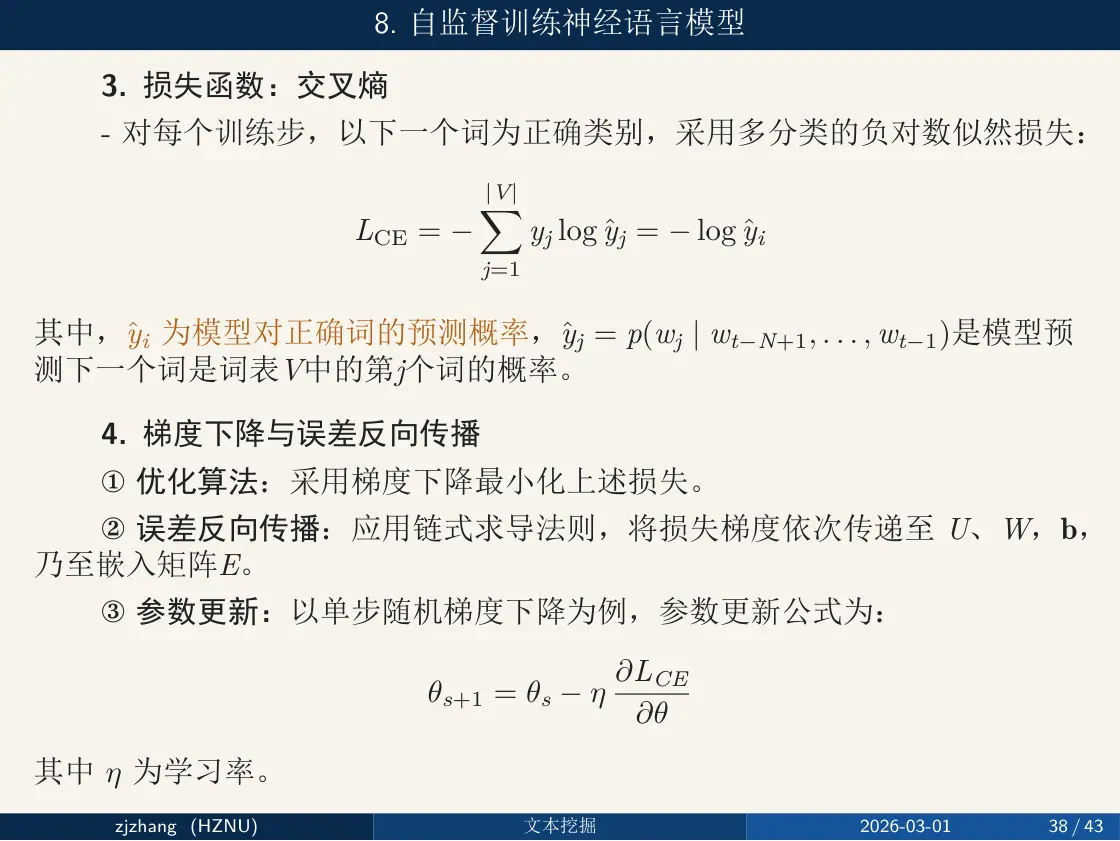 8. 自监督训练神经语言模型
3. 损失函数：交叉熵
- 对每个训练步，以下一个词为正确类别，采用多分类的负对数似然损失：
L_CE = − ∑_{j=1}^{|V|} y_j log ŷ_j = − log ŷ_i
其中，ŷ_i 为模型对正确词的预测概率，ŷ_j = p(w_j | w_{t−N+1}, . . . , w_{t−1})是模型预
测下一个词是词表V中的第j个词的概率。
4. 梯度下降与误差反向传播
① 优化算法：采用梯度下降最小化上述损失。
② 误差反向传播：应用链式求导法则，将损失梯度依次传递至 U、W，b，
乃至嵌入矩阵E。
③ 参数更新：以单步随机梯度下降为例，参数更新公式为：
θ_{s+1} = θ_s − η ∂L_{CE}/∂θ
其中 η 为学习率。
zjzhang (HZNU) 文本挖掘 2026-03-01 38 / 43